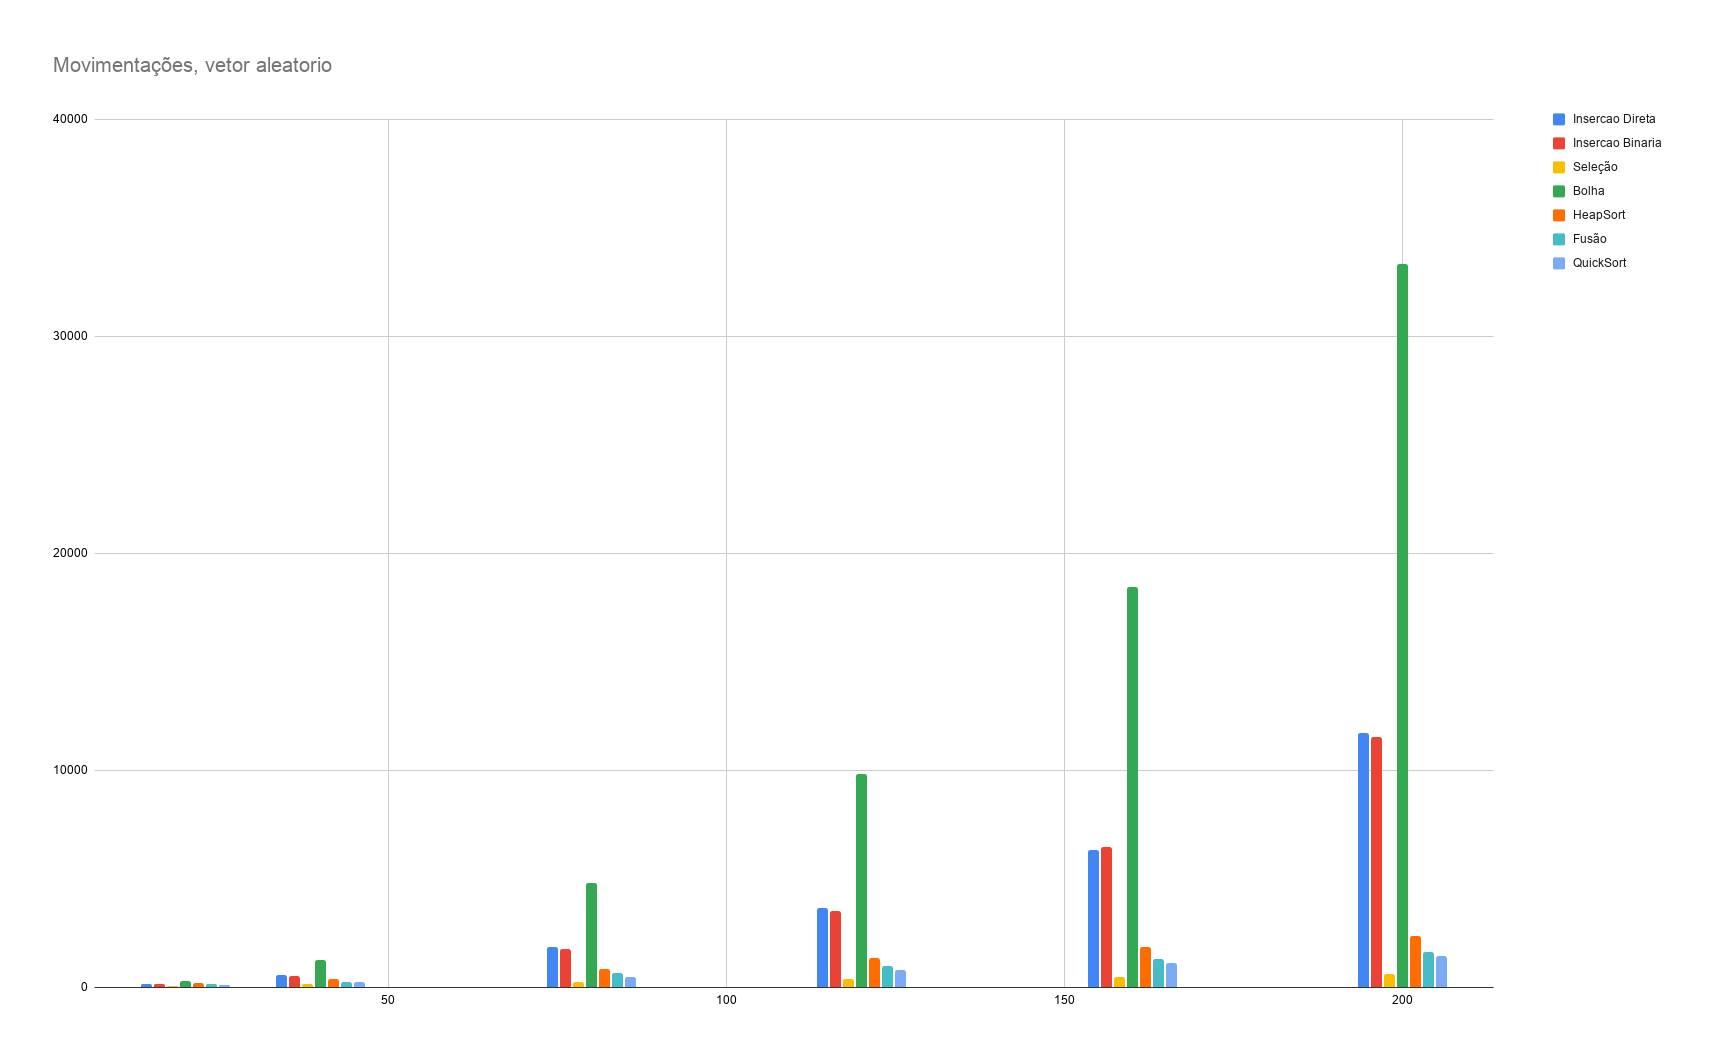 Movimentações, vetor aleatorio
40000
30000
20000
10000
0
50
100
150
200
Insercao Direta
Insercao Binaria
Seleção
Bolha
HeapSort
Fusão
QuickSort